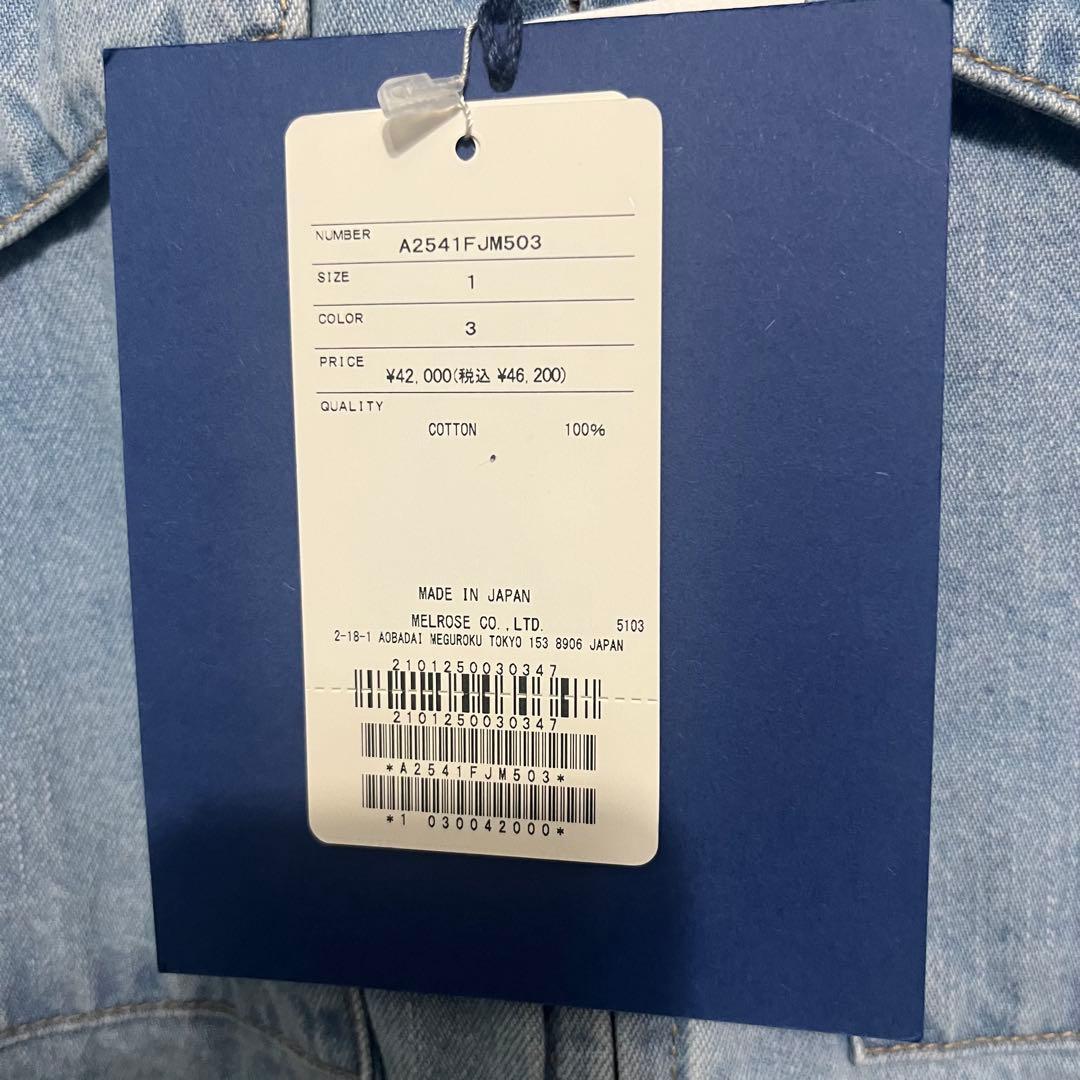 NUMBER A2541FJM503
SIZE 1
COLOR 3
PRICE ¥42,000(税込 ¥46,200)
QUALITY
COTTON 100%
MADE IN JAPAN
MELROSE CO.,LTD. 5103
2-18-1 AOBADAI MEGUROKU TOKYO 153 8906 JAPAN
2101250030347
2101250030347
*A2541FJM503*
*1 030042000*